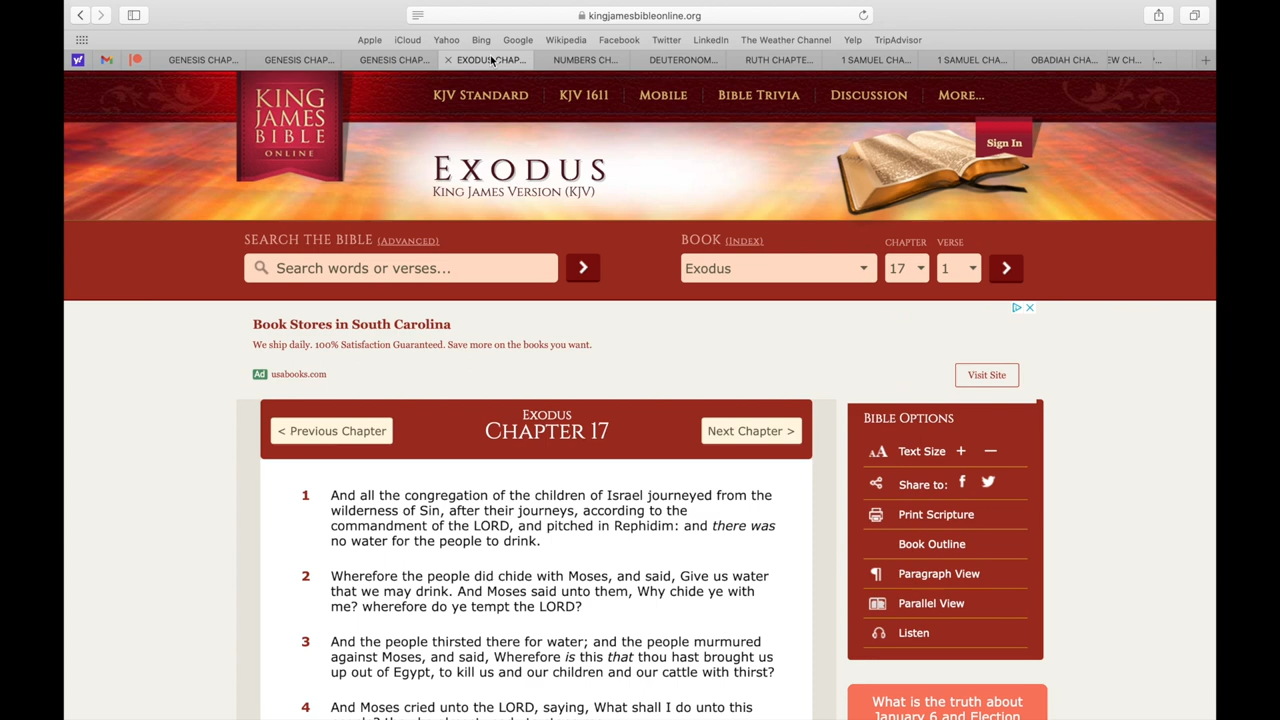 kingjamesbibleonline.org
Apple iCloud Yahoo Bing Google Wikipedia Facebook Twitter LinkedIn The Weather Channel Yelp TripAdvisor
GENESIS CHAP... GENESIS CHAP... GENESIS CHAP... EXODUS CHAP... NUMBERS CH... DEUTERONOM... RUTH CHAPTE... 1 SAMUEL CHA... 1 SAMUEL CHA... OBADIAH CHA... EW CH...
KING
JAMES
BIBLE
ONLINE
KJV STANDARD KJV 1611 MOBILE BIBLE TRIVIA DISCUSSION MORE...
Sign In
EXODUS
KING JAMES VERSION (KJV)
SEARCH THE BIBLE (ADVANCED)
Search words or verses...
BOOK (INDEX) CHAPTER VERSE
Exodus 17 1
Book Stores in South Carolina
We ship daily. 100% Satisfaction Guaranteed. Save more on the books you want.
Ad usabooks.com
Visit Site
< Previous Chapter
EXODUS
CHAPTER 17
Next Chapter >
1 And all the congregation of the children of Israel journeyed from the
wilderness of Sin, after their journeys, according to the
commandment of the LORD, and pitched in Rephidim: and there was
no water for the people to drink.
2 Wherefore the people did chide with Moses, and said, Give us water
that we may drink. And Moses said unto them, Why chide ye with
me? wherefore do ye tempt the LORD?
3 And the people thirsted there for water; and the people murmured
against Moses, and said, Wherefore is this that thou hast brought us
up out of Egypt, to kill us and our children and our cattle with thirst?
4 And Moses cried unto the LORD, saying, What shall I do unto this
BIBLE OPTIONS
AA Text Size + −
Share to:
Print Scripture
Book Outline
Paragraph View
Parallel View
Listen
What is the truth about
January 6 and Election